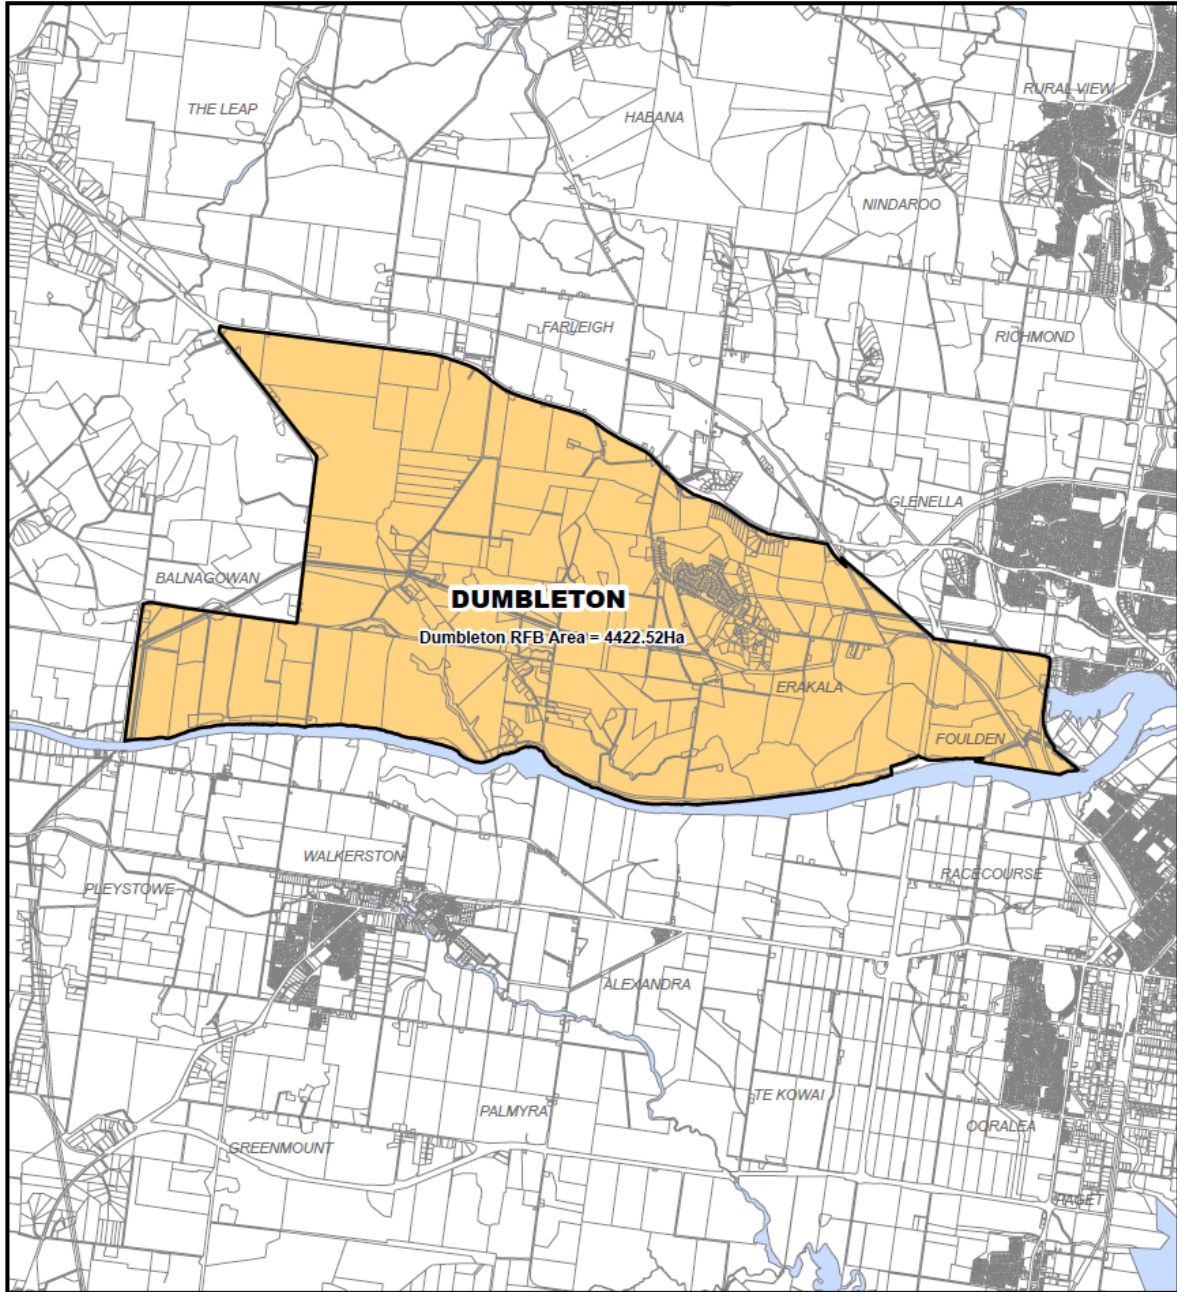 RURAL VIEW
THE LEAP
HABANA
NINDAROO
FARLEIGH
RICHMOND
GLENELLA
BALNAGOWAN
DUMBLETON
Dumbleton RFB Area = 4422.52Ha
ERAKALA
FOULDEN
WALKERSTON
RACECOURSE
PLEYSTOWE
ALEXANDRA
TE KOWAI
PALMYRA
OORALEA
GREENMOUNT
PAGET